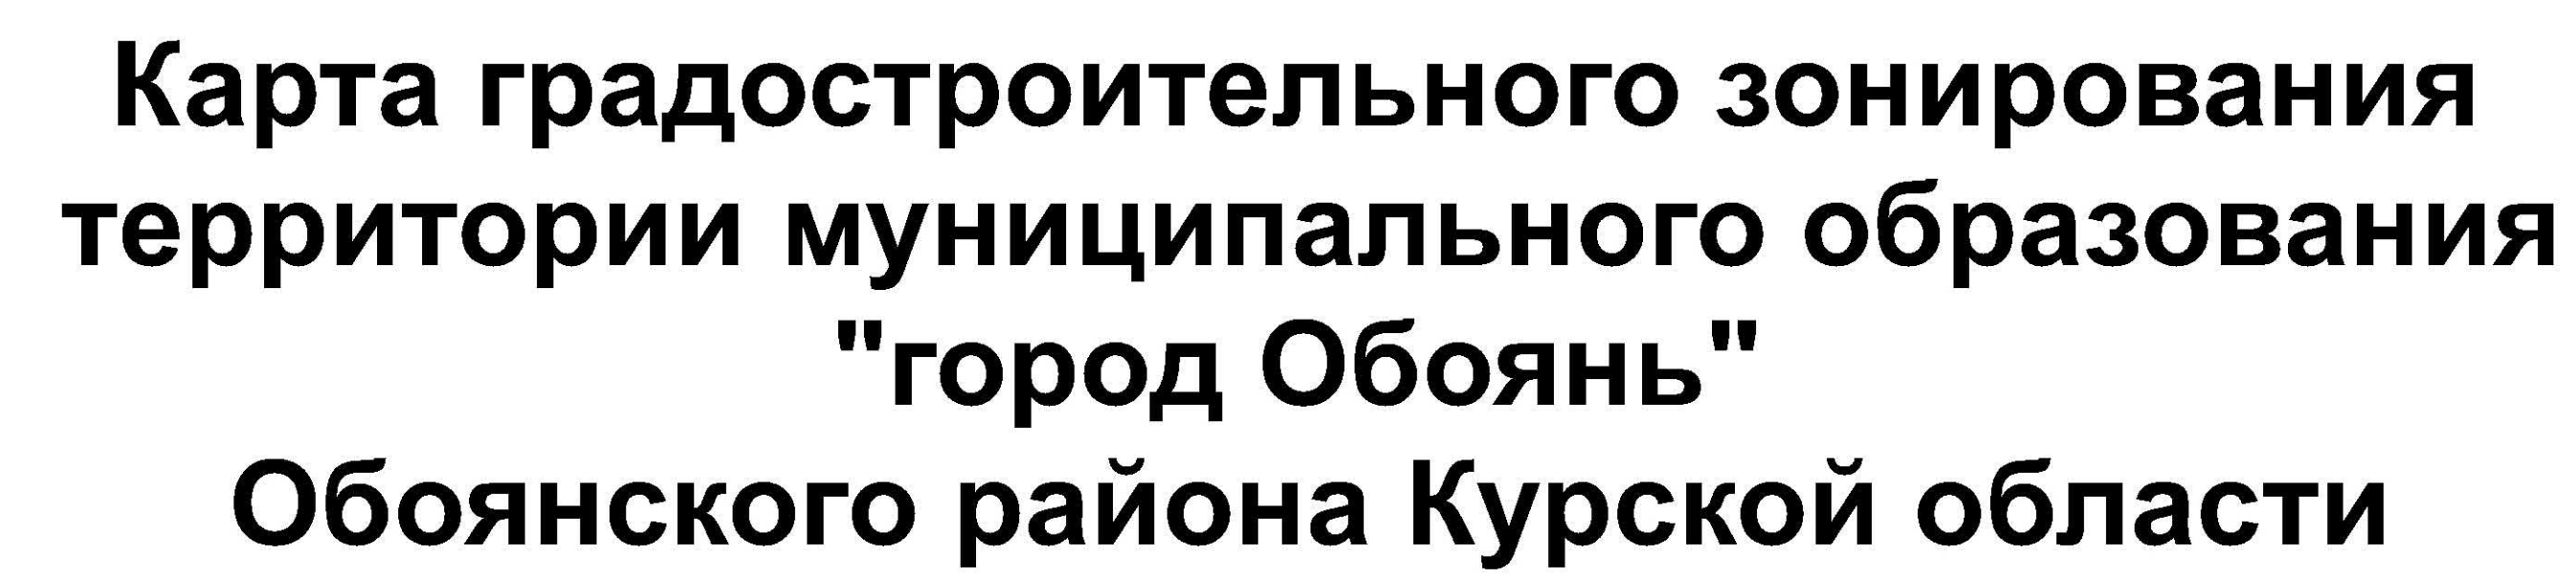 Карта градостроительного зонирования
территории муниципального образования
"город Обоянь"
Обоянского района Курской области